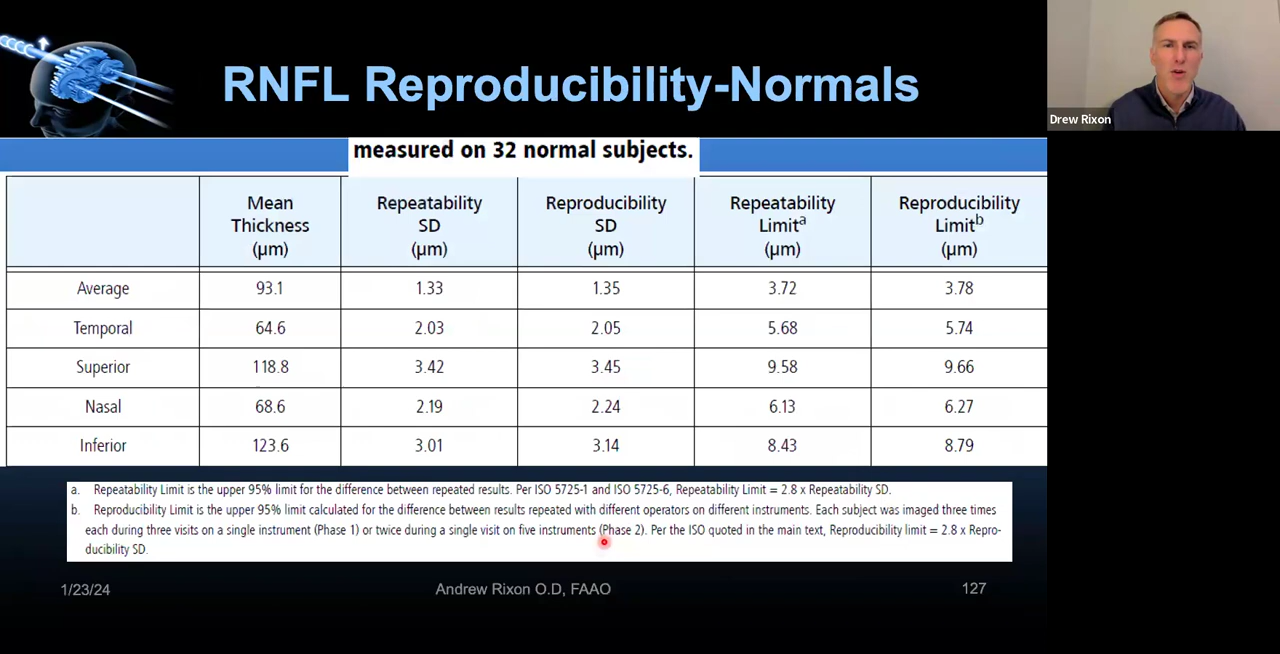 RNFL Reproducibility-Normals
Drew Rixon
measured on 32 normal subjects.
Mean Thickness (µm) Repeatability SD (µm) Reproducibility SD (µm) Repeatability Limita (µm) Reproducibility Limitb (µm)
Average 93.1 1.33 1.35 3.72 3.78
Temporal 64.6 2.03 2.05 5.68 5.74
Superior 118.8 3.42 3.45 9.58 9.66
Nasal 68.6 2.19 2.24 6.13 6.27
Inferior 123.6 3.01 3.14 8.43 8.79
a. Repeatability Limit is the upper 95% limit for the difference between repeated results. Per ISO 5725-1 and ISO 5725-6, Repeatability Limit = 2.8 x Repeatability SD.
b. Reproducibility Limit is the upper 95% limit calculated for the difference between results repeated with different operators on different instruments. Each subject was imaged three times
each during three visits on a single instrument (Phase 1) or twice during a single visit on five instruments (Phase 2). Per the ISO quoted in the main text, Reproducibility limit = 2.8 x Repro-
ducibility SD.
1/23/24 Andrew Rixon O.D, FAAO 127